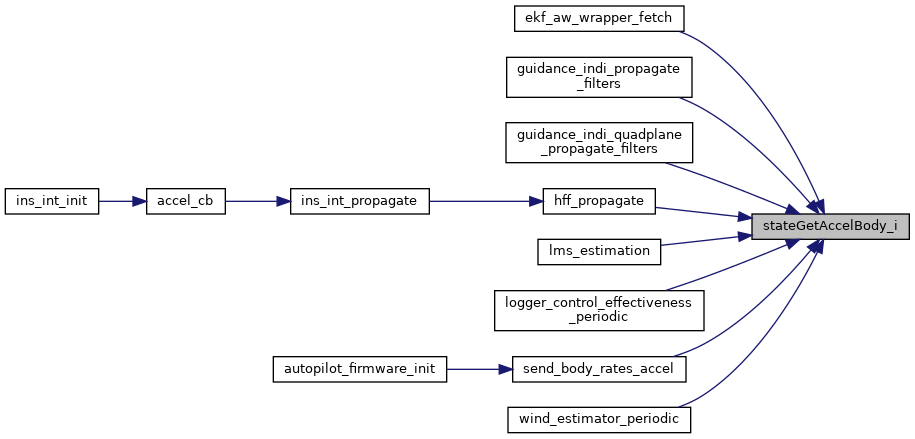 ekf_aw_wrapper_fetch
guidance_indi_propagate
_filters
guidance_indi_quadplane
_propagate_filters
ins_int_init
accel_cb
ins_int_propagate
hff_propagate
stateGetAccelBody_i
lms_estimation
logger_control_effectiveness
_periodic
autopilot_firmware_init
send_body_rates_accel
wind_estimator_periodic